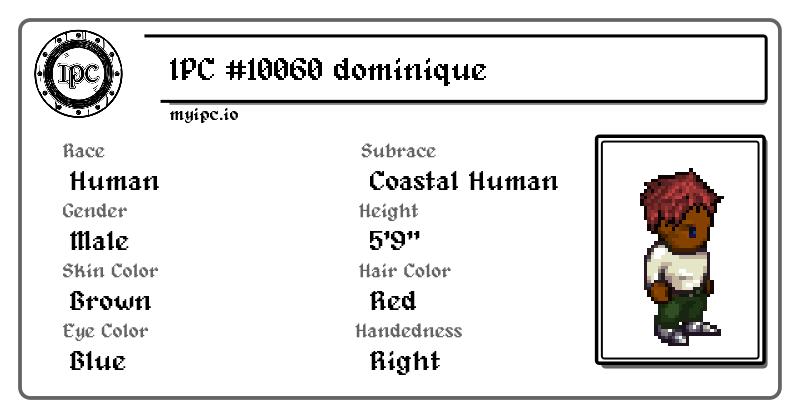 IPC
IPC #10060 dominique
myipc.io
Race
Human
Subrace
Coastal Human
Gender
Male
Height
5'9"
Skin Color
Brown
Hair Color
Red
Eye Color
Blue
Handedness
Right